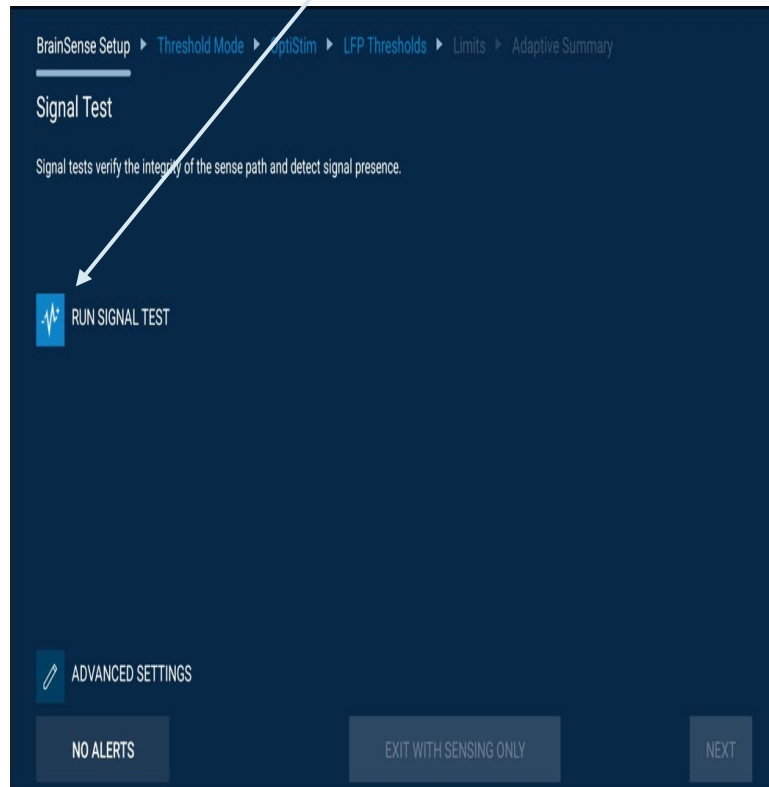 BrainSense Setup ▸ Threshold Mode ▸ OptiStim ▸ LFP Thresholds ▸ Limits ▸ Adaptive Summary
Signal Test
Signal tests verify the integrity of the sense path and detect signal presence.
RUN SIGNAL TEST
ADVANCED SETTINGS
NO ALERTS EXIT WITH SENSING ONLY NEXT